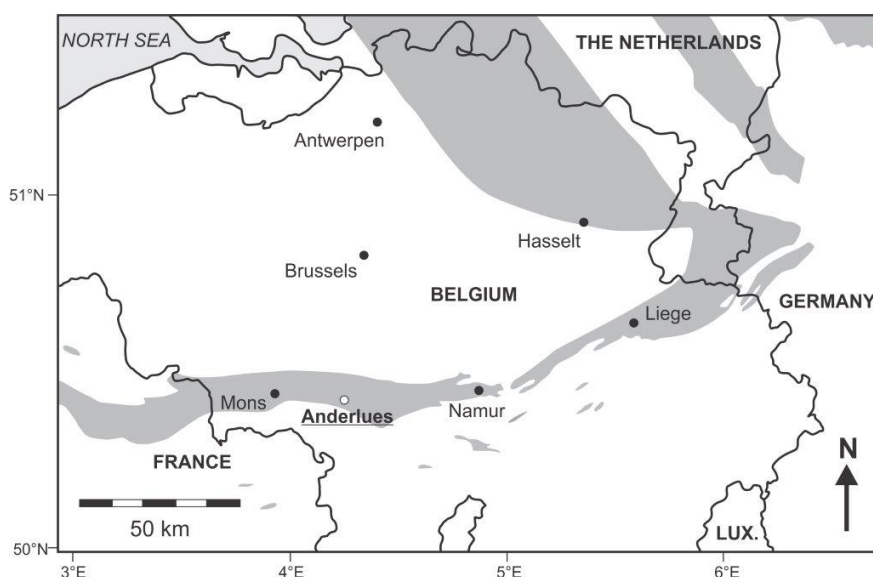 NORTH SEA
THE NETHERLANDS
Antwerpen
51°N
Hasselt
Brussels
BELGIUM
GERMANY
Liege
Mons
Anderlues
Namur
FRANCE
N
50 km
LUX.
50°N
3°E
4°E
5°E
6°E